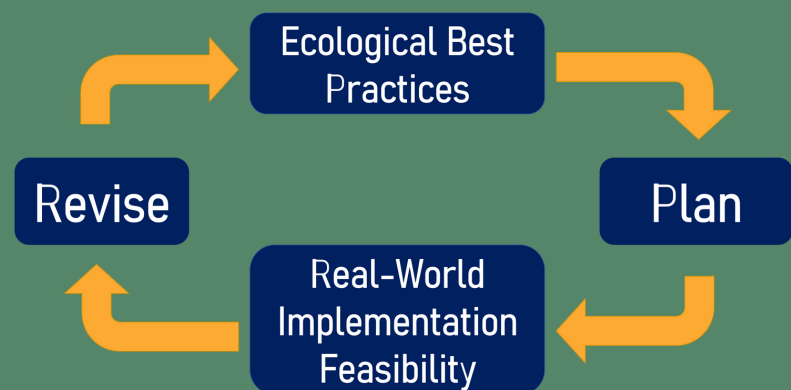 Ecological Best
Practices
Revise
Plan
Real-World
Implementation
Feasibility